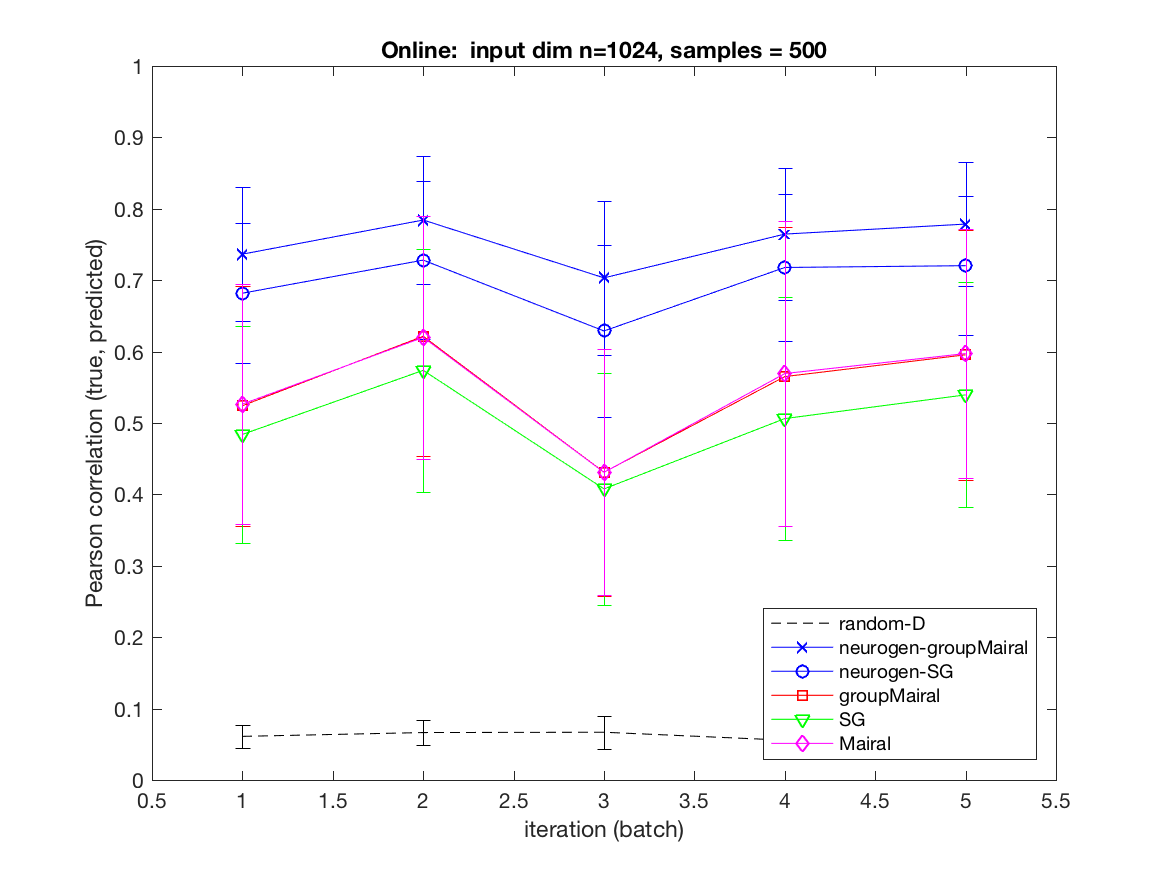 Online:  input dim n=1024, samples = 500
1
0.9
0.8
0.7
0.6
0.5
0.4
0.3
0.2
0.1
0
Pearson correlation (true, predicted)
random-D
neurogen-groupMairal
neurogen-SG
groupMairal
SG
Mairal
0.5 1 1.5 2 2.5 3 3.5 4 4.5 5 5.5
iteration (batch)